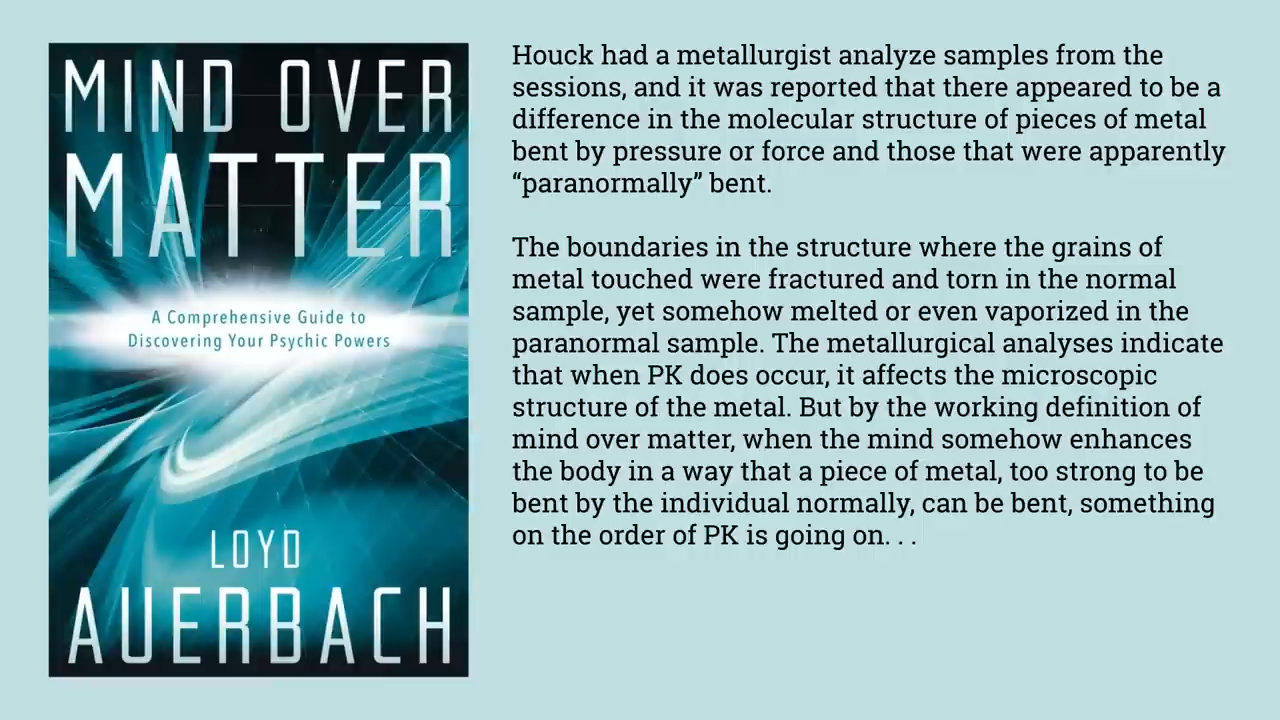 MIND OVER
MATTER
A Comprehensive Guide to
Discovering Your Psychic Powers
LOYD
AUERBACH
Houck had a metallurgist analyze samples from the
sessions, and it was reported that there appeared to be a
difference in the molecular structure of pieces of metal
bent by pressure or force and those that were apparently
“paranormally” bent.
The boundaries in the structure where the grains of
metal touched were fractured and torn in the normal
sample, yet somehow melted or even vaporized in the
paranormal sample. The metallurgical analyses indicate
that when PK does occur, it affects the microscopic
structure of the metal. But by the working definition of
mind over matter, when the mind somehow enhances
the body in a way that a piece of metal, too strong to be
bent by the individual normally, can be bent, something
on the order of PK is going on. . .